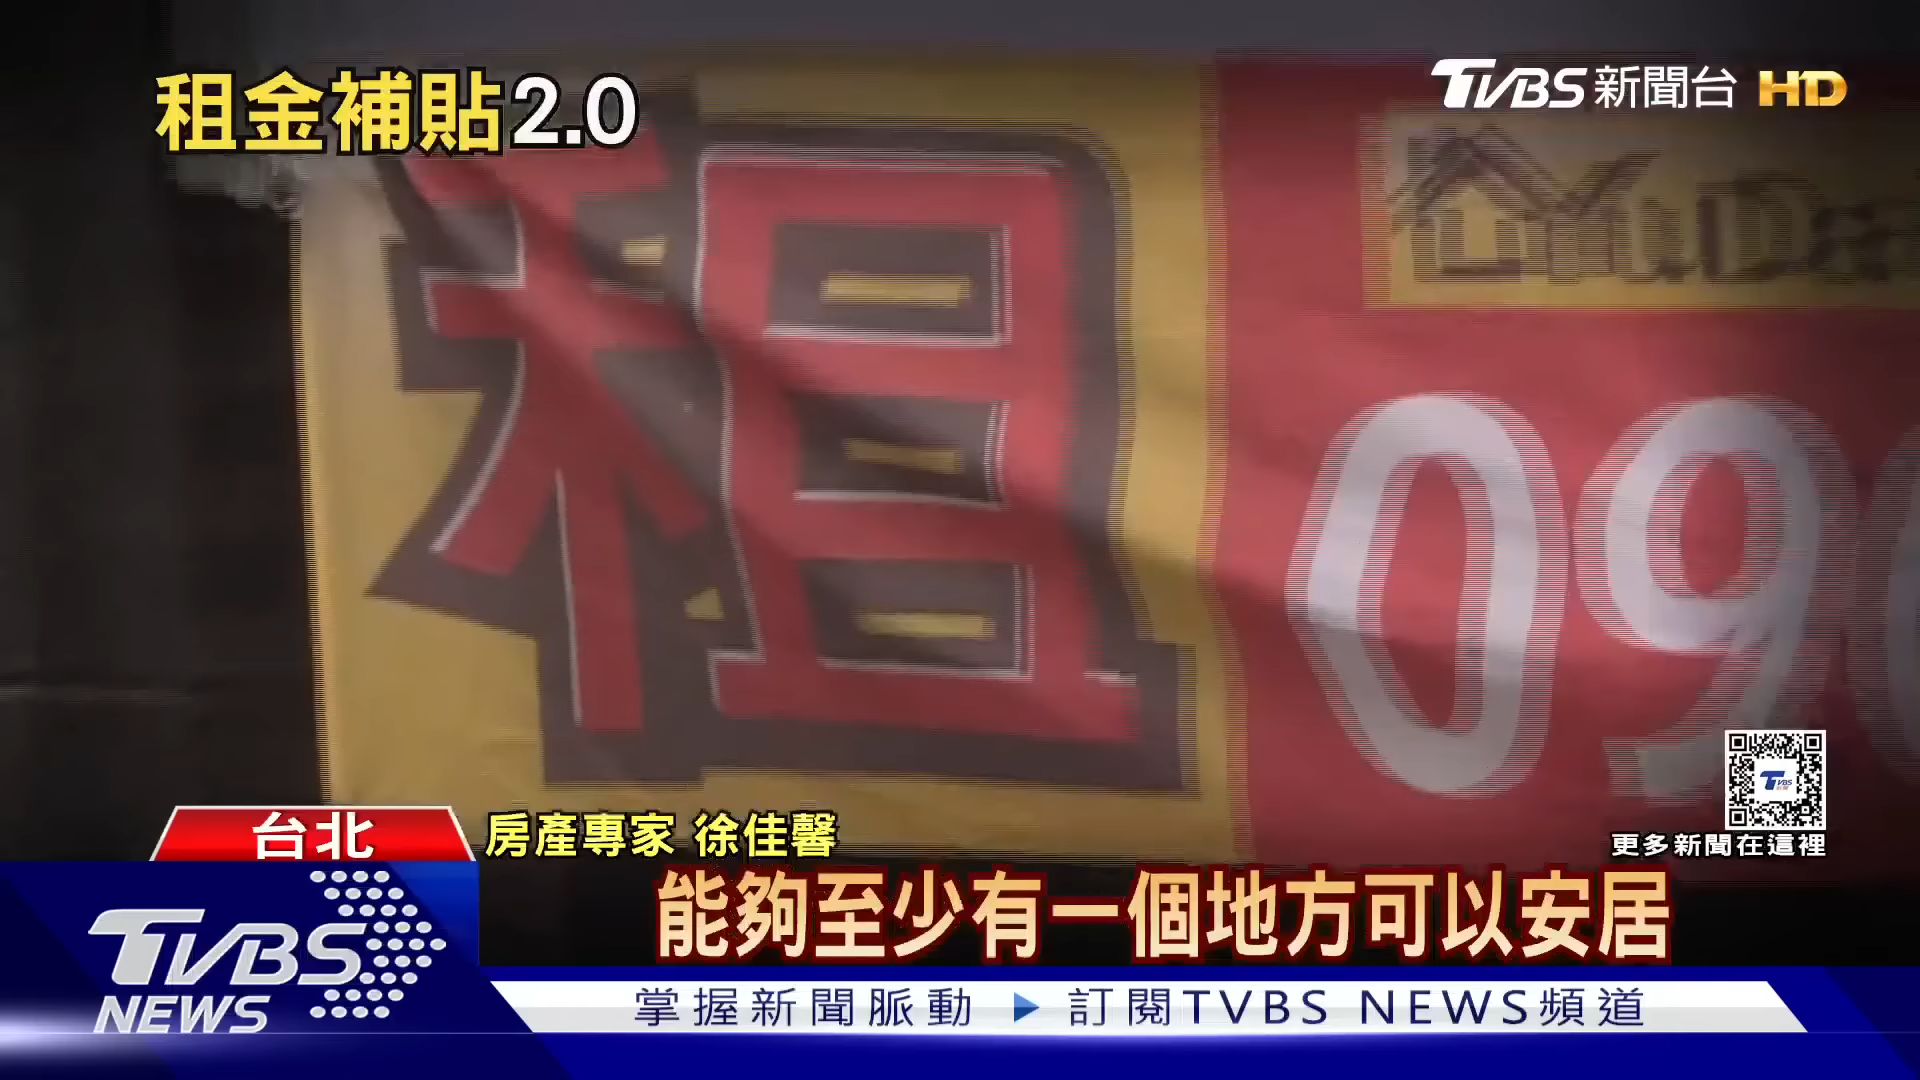 租金補貼2.0
TVBS新聞台 HD
YuDa
租
09
更多新聞在這裡
台北
房產專家 徐佳馨
能夠至少有一個地方可以安居
TVBS
NEWS
掌握新聞脈動 ▶ 訂閱TVBS NEWS頻道